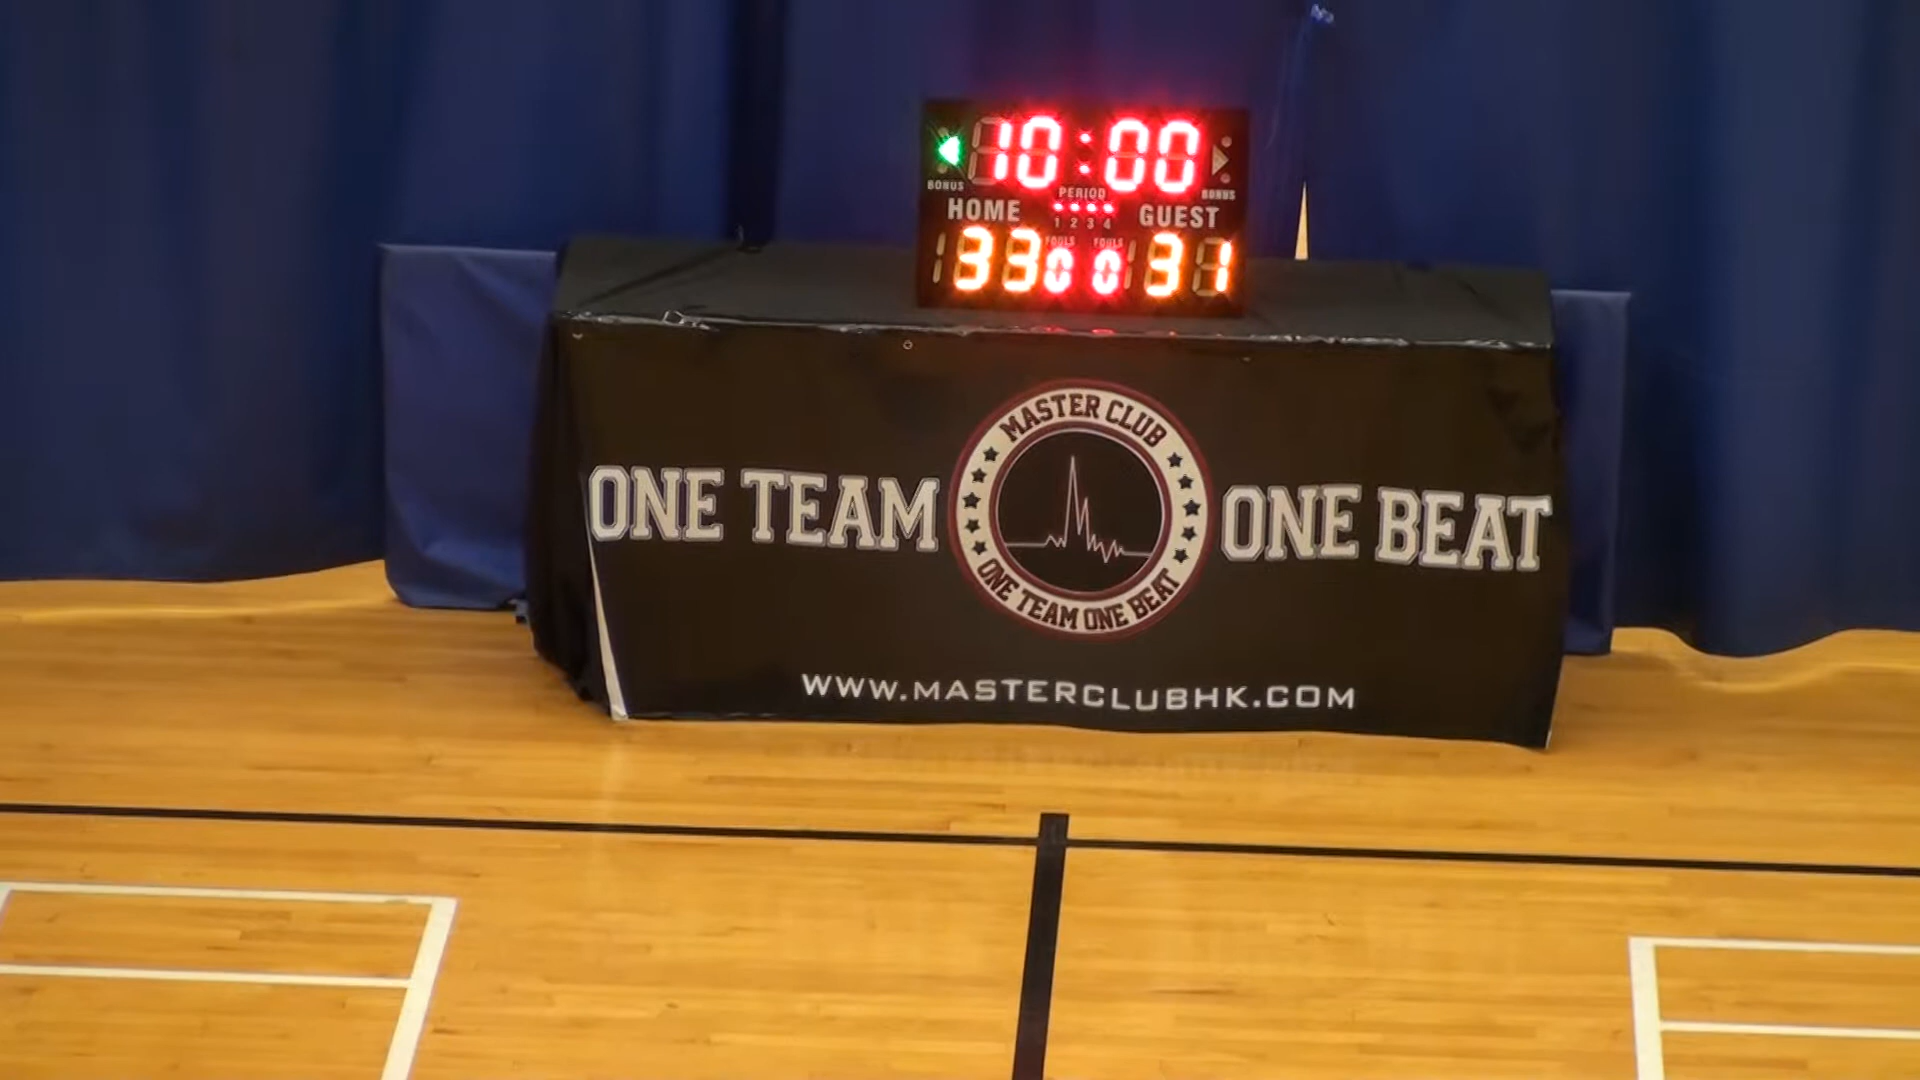 10:00
BONUS
PERIOD
BONUS
HOME
1 2 3 4
GUEST
FOULS FOULS
33 0 0 31
MASTER CLUB
ONE TEAM
ONE BEAT
ONE TEAM ONE BEAT
WWW.MASTERCLUBHK.COM